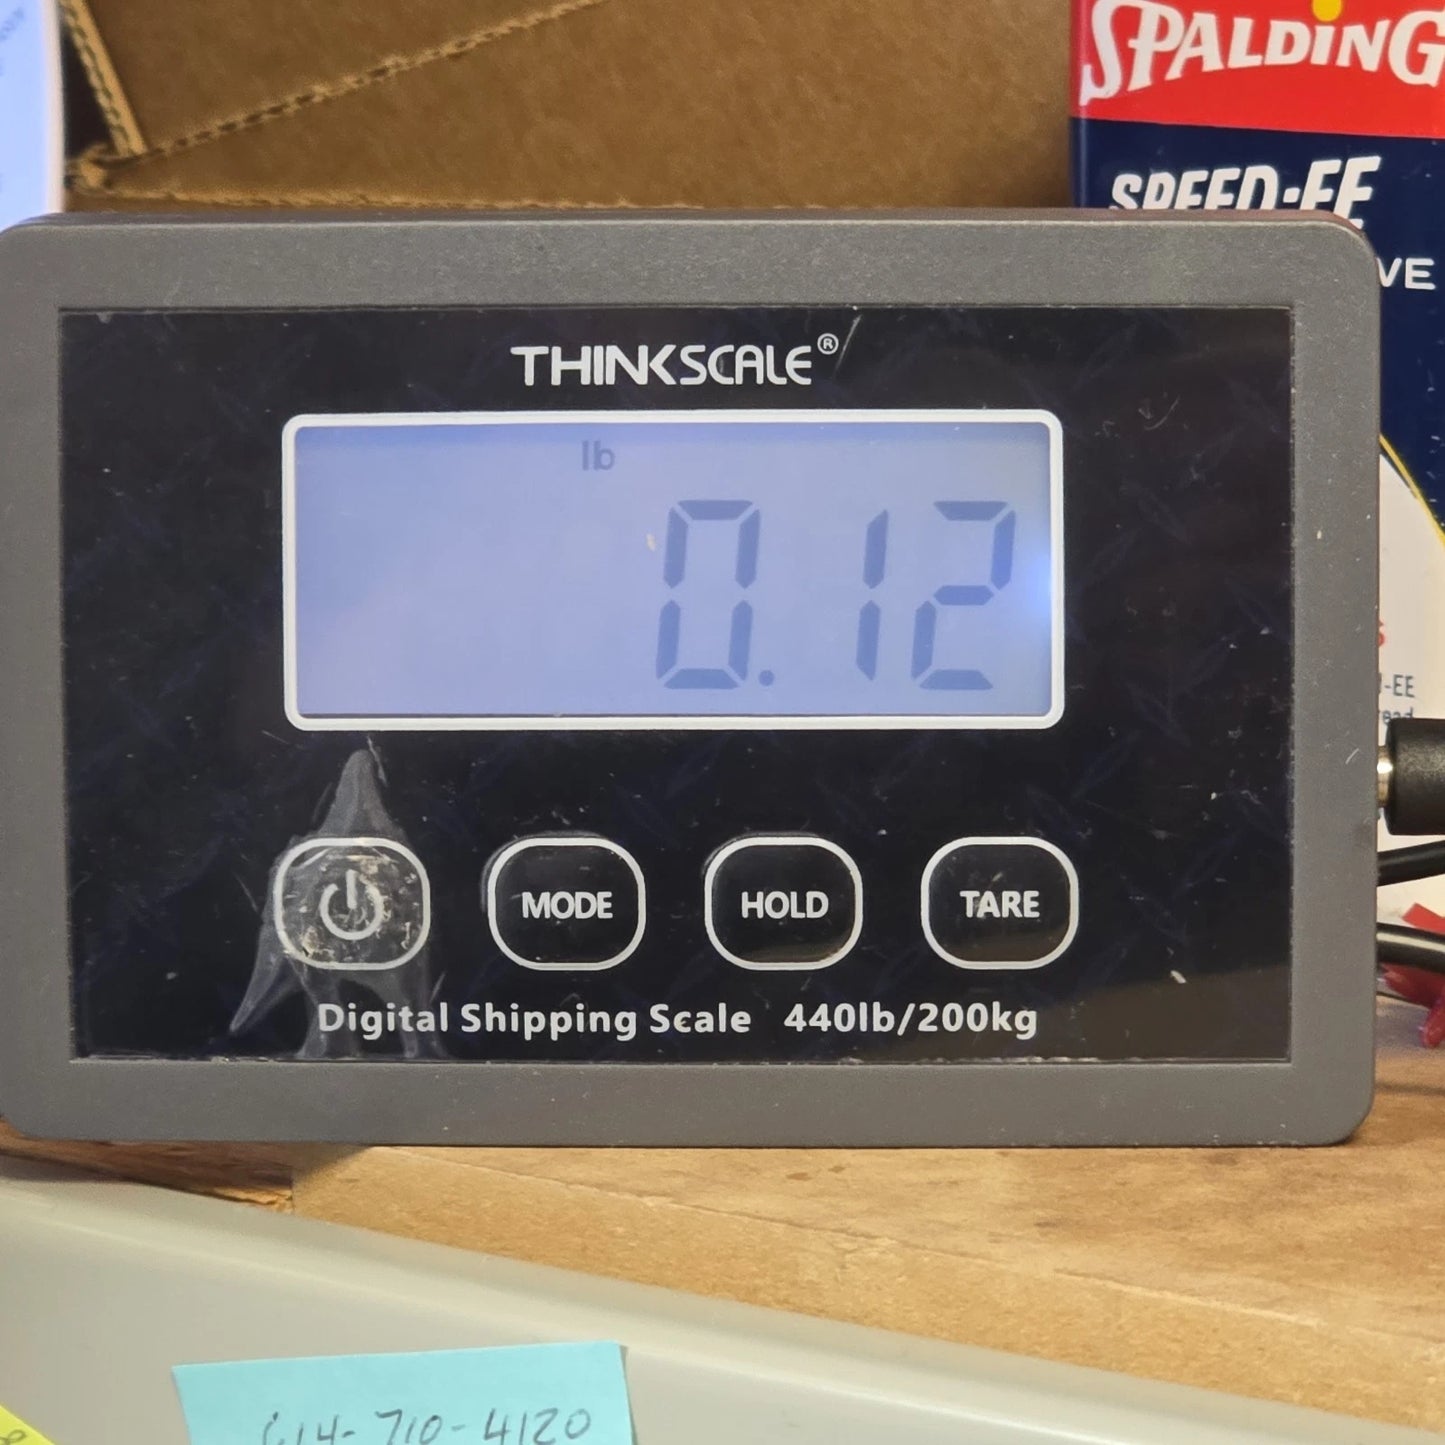 SPALDING
SPEED-EE
VE
THINKSCALE®
lb
0.12
MODE HOLD TARE
Digital Shipping Scale 440lb/200kg
-EE
614-710-4120